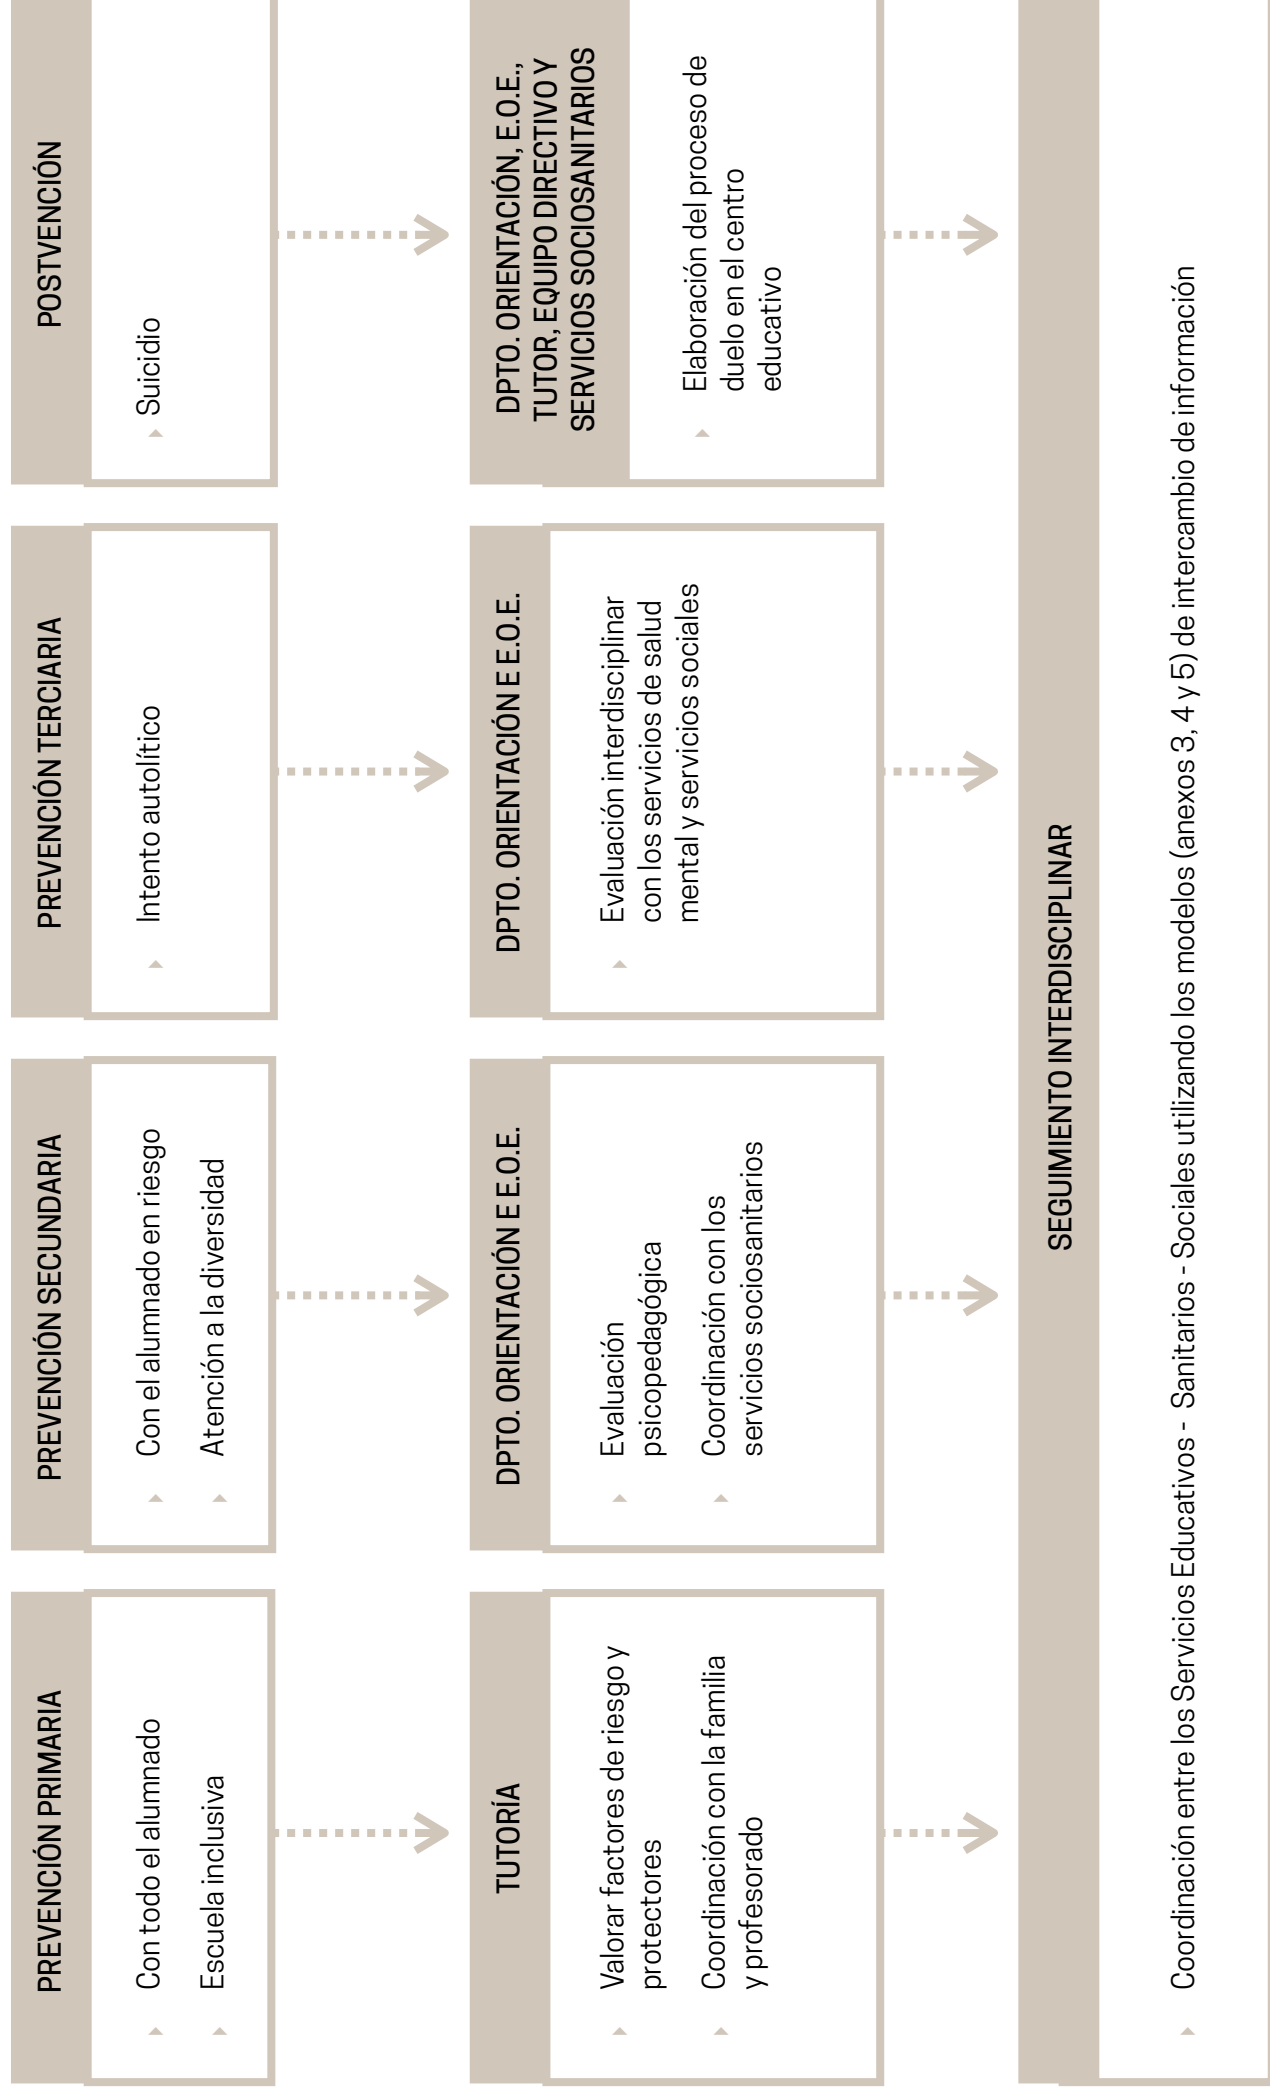 PREVENCIÓN PRIMARIA
Con todo el alumnado
Escuela inclusiva
PREVENCIÓN SECUNDARIA
Con el alumnado en riesgo
Atención a la diversidad
PREVENCIÓN TERCIARIA
Intento autolítico
POSTVENCIÓN
Suicidio
TUTORÍA
Valorar factores de riesgo y
protectores
Coordinación con la familia
y profesorado
DPTO. ORIENTACIÓN E E.O.E.
Evaluación
psicopedagógica
Coordinación con los
servicios sociosanitarios
DPTO. ORIENTACIÓN E E.O.E.
Evaluación interdisciplinar
con los servicios de salud
mental y servicios sociales
DPTO. ORIENTACIÓN, E.O.E.,
TUTOR, EQUIPO DIRECTIVO Y
SERVICIOS SOCIOSANITARIOS
Elaboración del proceso de
duelo en el centro
educativo
SEGUIMIENTO INTERDISCIPLINAR
Coordinación entre los Servicios Educativos - Sanitarios - Sociales utilizando los modelos (anexos 3, 4 y 5) de intercambio de información